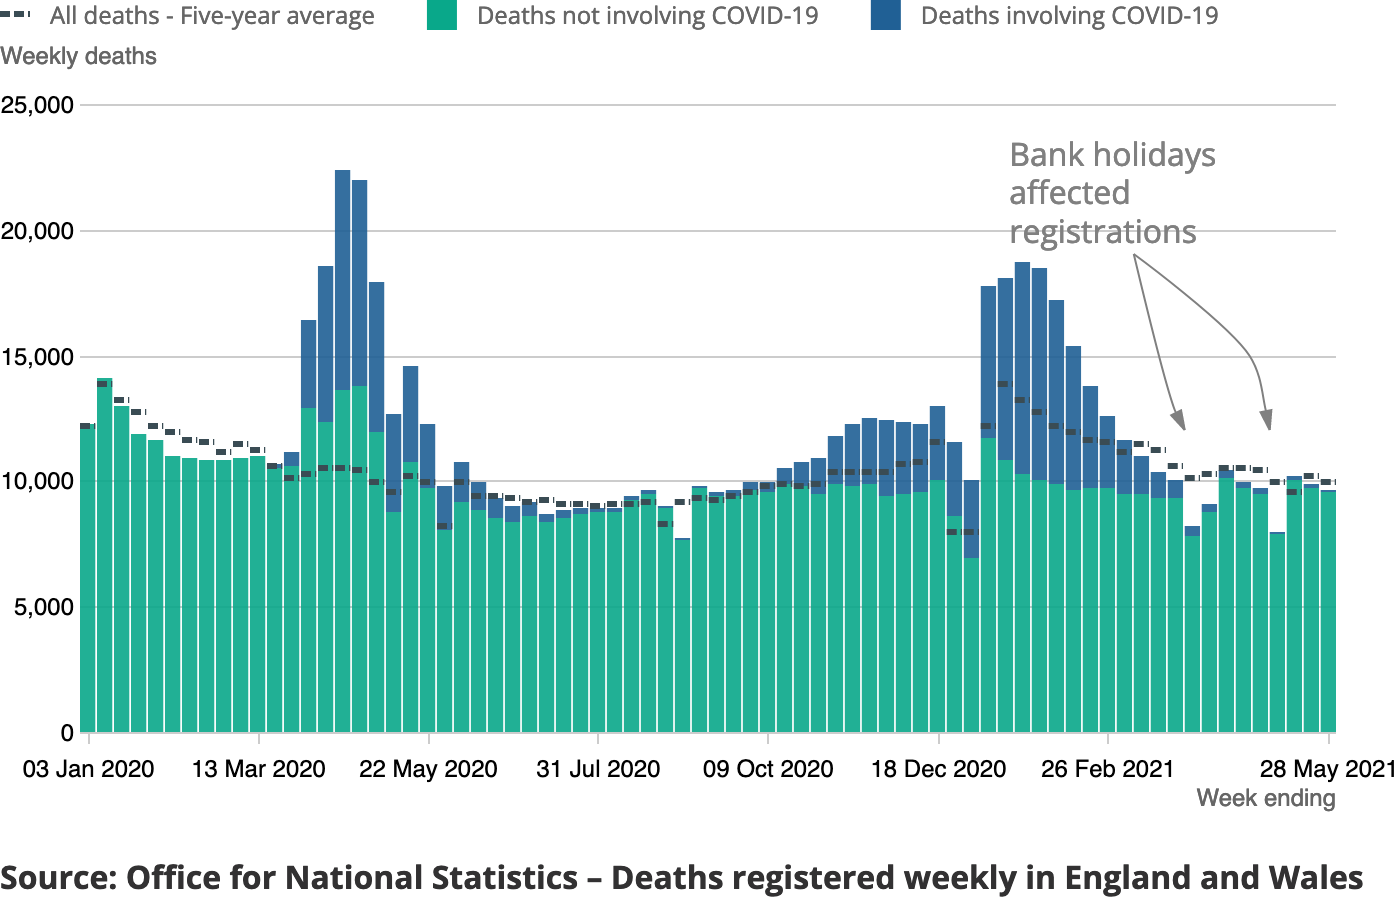 All deaths - Five-year average
Deaths not involving COVID-19
Deaths involving COVID-19
Weekly deaths
25,000
Bank holidays
affected
registrations
20,000
15,000
10,000
5,000
0
03 Jan 2020
13 Mar 2020
22 May 2020
31 Jul 2020
09 Oct 2020
18 Dec 2020
26 Feb 2021
28 May 2021
Week ending
Source: Office for National Statistics – Deaths registered weekly in England and Wales